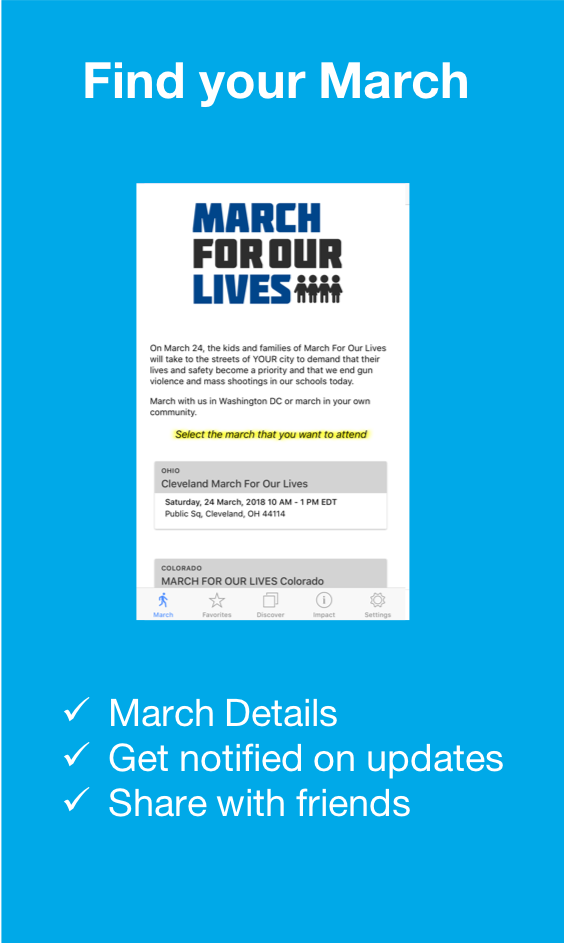 Find your March
MARCH
FOR OUR
LIVES
On March 24, the kids and families of March For Our Lives
will take to the streets of YOUR city to demand that their
lives and safety become a priority and that we end gun
violence and mass shootings in our schools today.
March with us in Washington DC or march in your own
community.
Select the march that you want to attend
OHIO
Cleveland March For Our Lives
Saturday, 24 March, 2018 10 AM - 1 PM EDT
Public Sq, Cleveland, OH 44114
COLORADO
MARCH FOR OUR LIVES Colorado
March Favorites Discover Impact Settings
✓ March Details
✓ Get notified on updates
✓ Share with friends